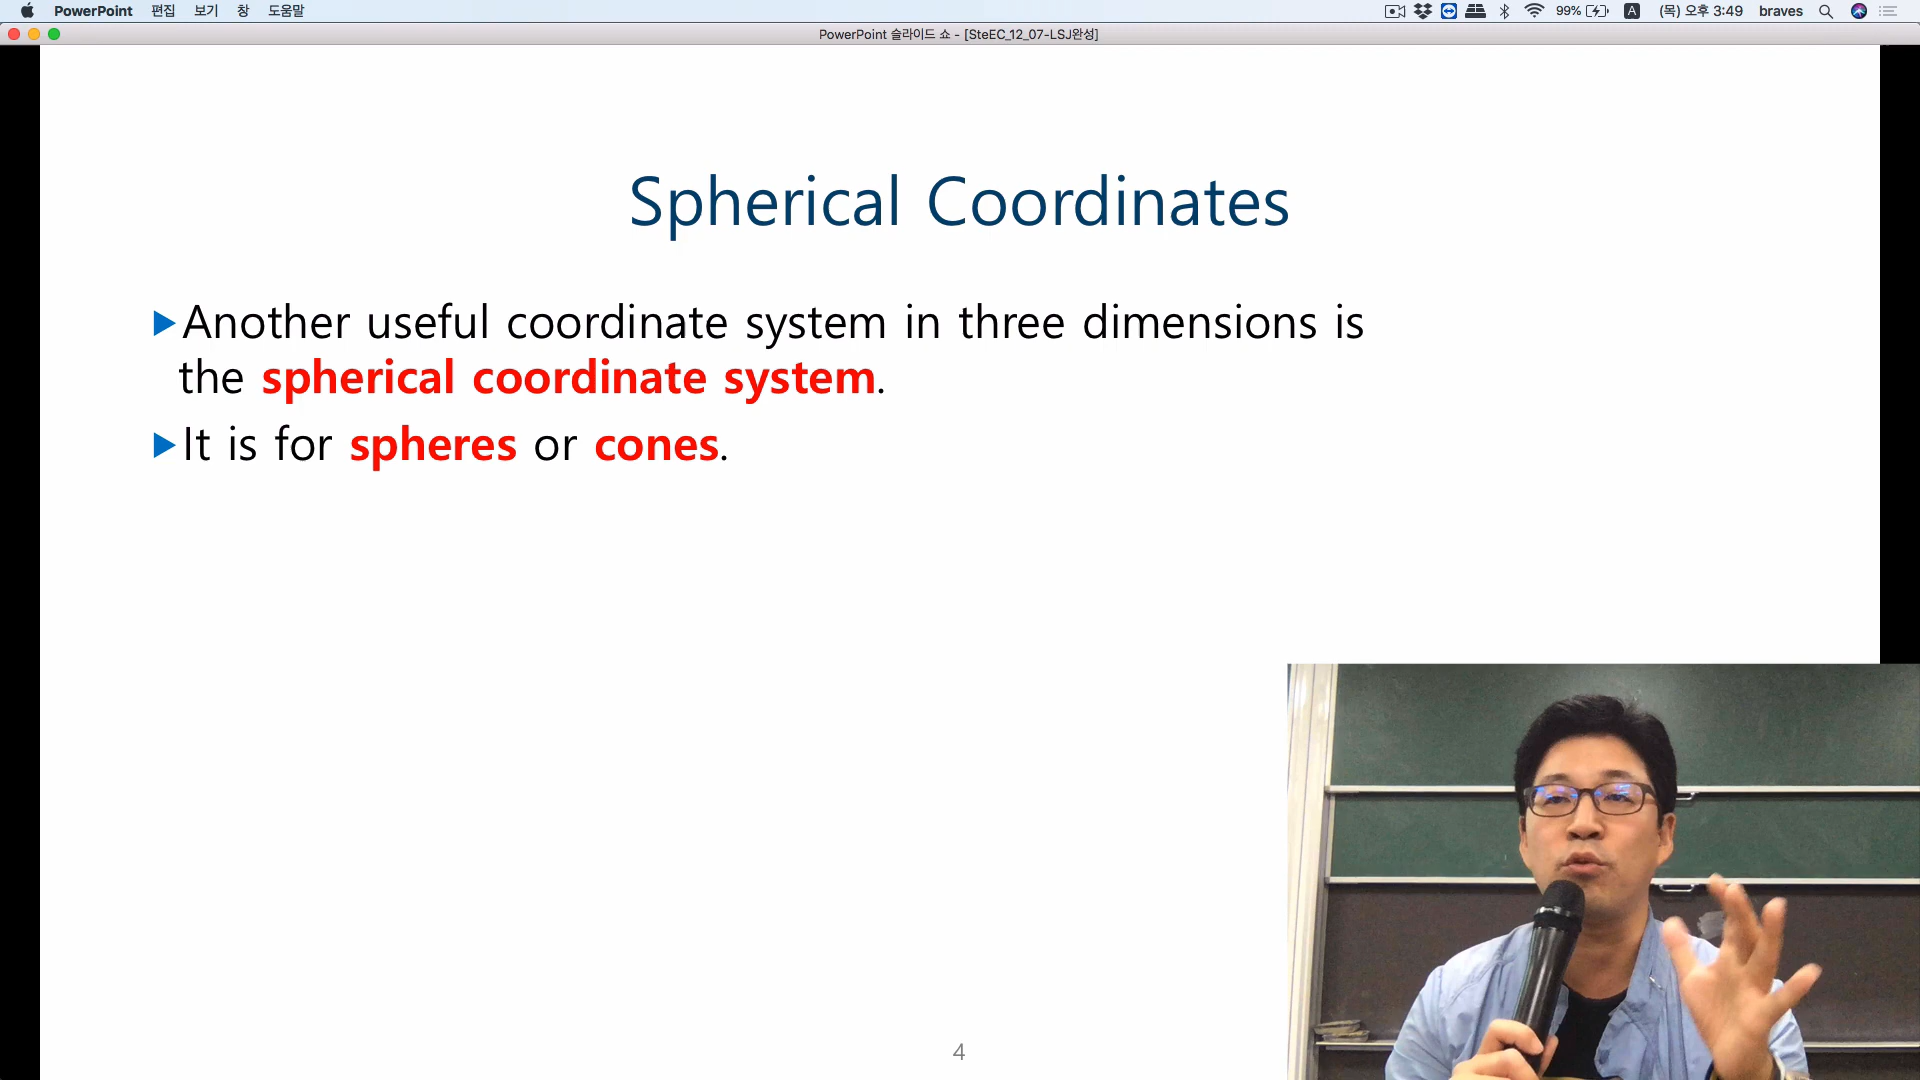 PowerPoint 편집 보기 창 도움말 99% A (목) 오후 3:49 braves
PowerPoint 슬라이드 쇼 - [SteEC_12_07-LSJ완성]
Spherical Coordinates
Another useful coordinate system in three dimensions is
the spherical coordinate system.
It is for spheres or cones.
4